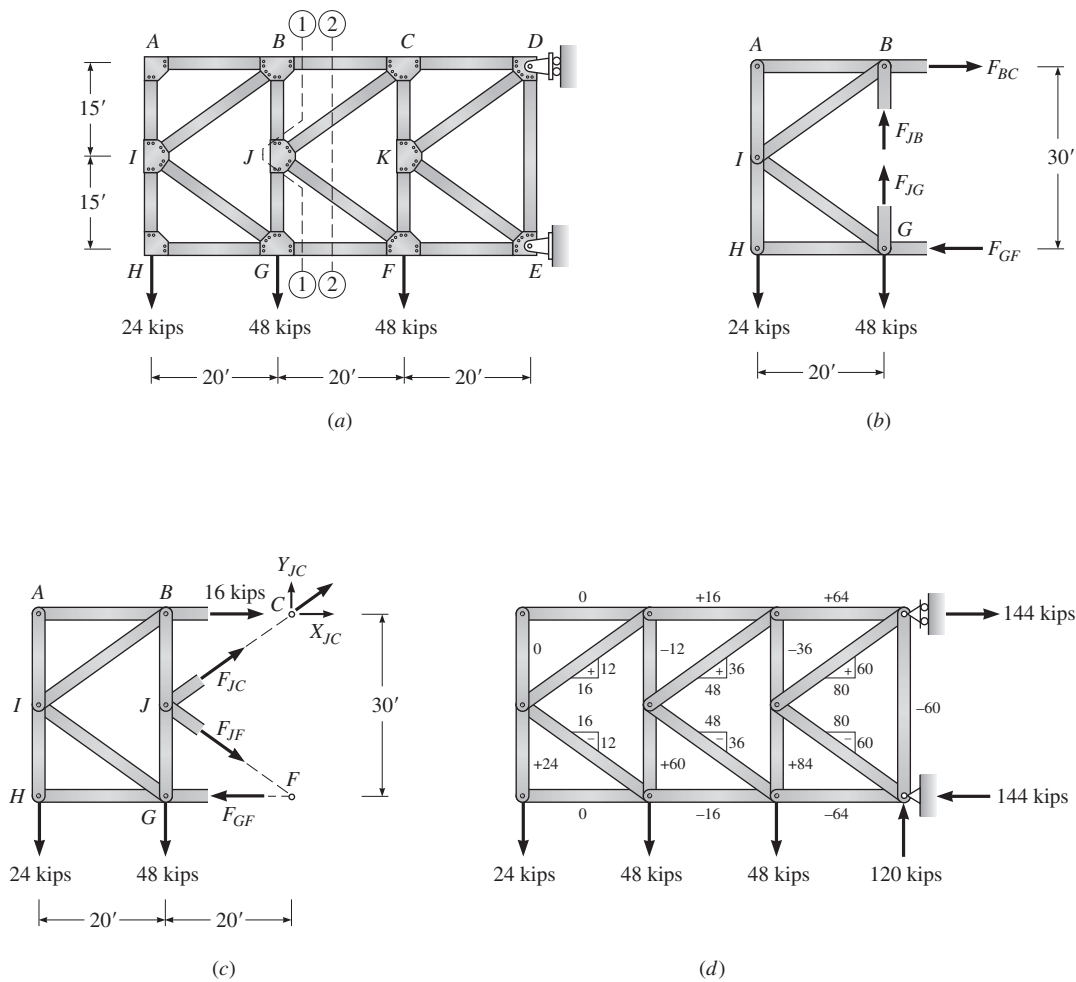 1 2
A B C D
15′
I J K
15′
H G F E
1 2
24 kips 48 kips 48 kips
20′ 20′ 20′
(a)
A B
F_BC
F_JB
30′
I
F_JG
G
H
F_GF
24 kips 48 kips
20′
(b)
Y_JC
A B 16 kips C
X_JC
F_JC
I J 30′
F_JF
F
H
G F_GF
24 kips 48 kips
20′ 20′
(c)
0 +16 +64
144 kips
0 –12 –36
+ 12 + 36 + 60
16 48 80
–60
16 48 80
– 12 – 36 – 60
+24 +60 +84
144 kips
0 –16 –64
24 kips 48 kips 48 kips 120 kips
(d)